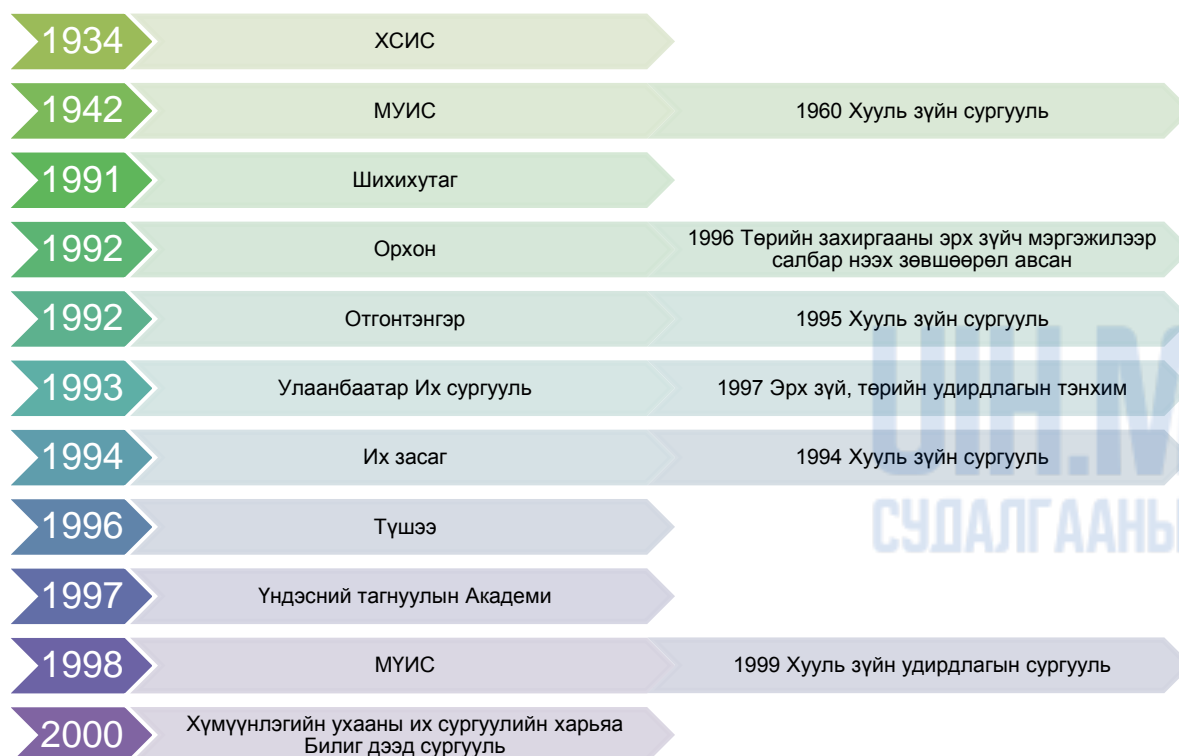 1934
ХСИС
1942
МУИС
1960 Хууль зүйн сургууль
1991
Шихихутаг
1992
Орхон
1996 Төрийн захиргааны эрх зүйч мэргэжилээр
салбар нээх зөвшөөрөл авсан
1992
Отгонтэнгэр
1995 Хууль зүйн сургууль
1993
Улаанбаатар Их сургууль
1997 Эрх зүй, төрийн удирдлагын тэнхим
1994
Их засаг
1994 Хууль зүйн сургууль
1996
Түшээ
1997
Үндэсний тагнуулын Академи
1998
МҮИС
1999 Хууль зүйн удирдлагын сургууль
2000
Хүмүүнлэгийн ухааны их сургуулийн харьяа
Билиг дээд сургууль
UIH.M
СУДАЛГААНЫ